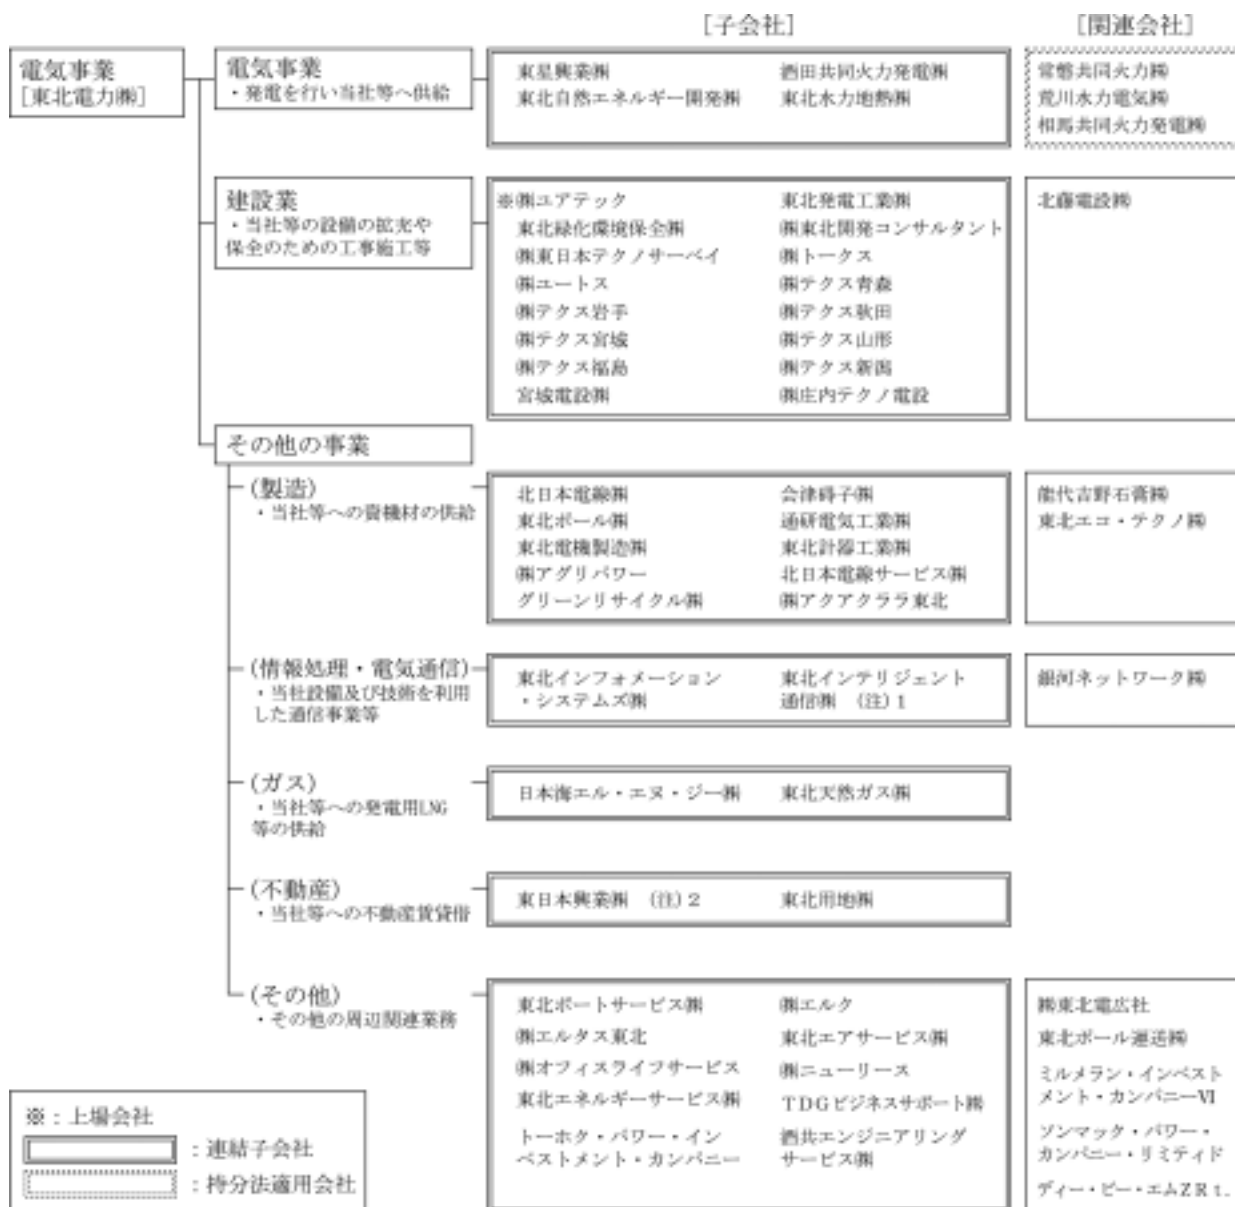 [子会社]
[関連会社]
電気事業
[東北電力㈱]
電気事業
・発電を行い当社等へ供給
東星興業㈱
酒田共同火力発電㈱
東北自然エネルギー開発㈱
東北水力地熱㈱
常磐共同火力㈱
荒川水力電気㈱
相馬共同火力発電㈱
建設業
・当社等の設備の拡充や
保全のための工事施工等
※㈱ユアテック
東北発電工業㈱
東北緑化環境保全㈱
㈱東北開発コンサルタント
㈱東日本テクノサーベイ
㈱トークス
㈱ユートス
㈱テクス青森
㈱テクス岩手
㈱テクス秋田
㈱テクス宮城
㈱テクス山形
㈱テクス福島
㈱テクス新潟
宮城電設㈱
㈱庄内テクノ電設
北藤電設㈱
その他の事業
(製造)
・当社等への資機材の供給
北日本電線㈱
会津碍子㈱
東北ポール㈱
通研電気工業㈱
東北電機製造㈱
東北計器工業㈱
㈱アグリパワー
北日本電線サービス㈱
グリーンリサイクル㈱
㈱アクアクララ東北
能代吉野石膏㈱
東北エコ・テクノ㈱
(情報処理・電気通信)
・当社設備及び技術を利用
した通信事業等
東北インフォメーション
・システムズ㈱
東北インテリジェント
通信㈱ (注)1
銀河ネットワーク㈱
(ガス)
・当社等への発電用LNG
等の供給
日本海エル・エヌ・ジー㈱
東北天然ガス㈱
(不動産)
・当社等への不動産賃貸借
東日本興業㈱ (注)2
東北用地㈱
(その他)
・その他の周辺関連業務
東北ポートサービス㈱
㈱エルク
㈱エルタス東北
東北エアサービス㈱
㈱オフィスライフサービス
㈱ニューリース
東北エネルギーサービス㈱
TDGビジネスサポート㈱
トーホク・パワー・イン
ベストメント・カンパニー
酒共エンジニアリング
サービス㈱
㈱東北電広社
東北ポール運送㈱
ミルメラン・インベスト
メント・カンパニーⅥ
ソンマック・パワー・
カンパニー・リミティド
ディー・ビー・エムZRt.
※：上場会社
：連結子会社
：持分法適用会社